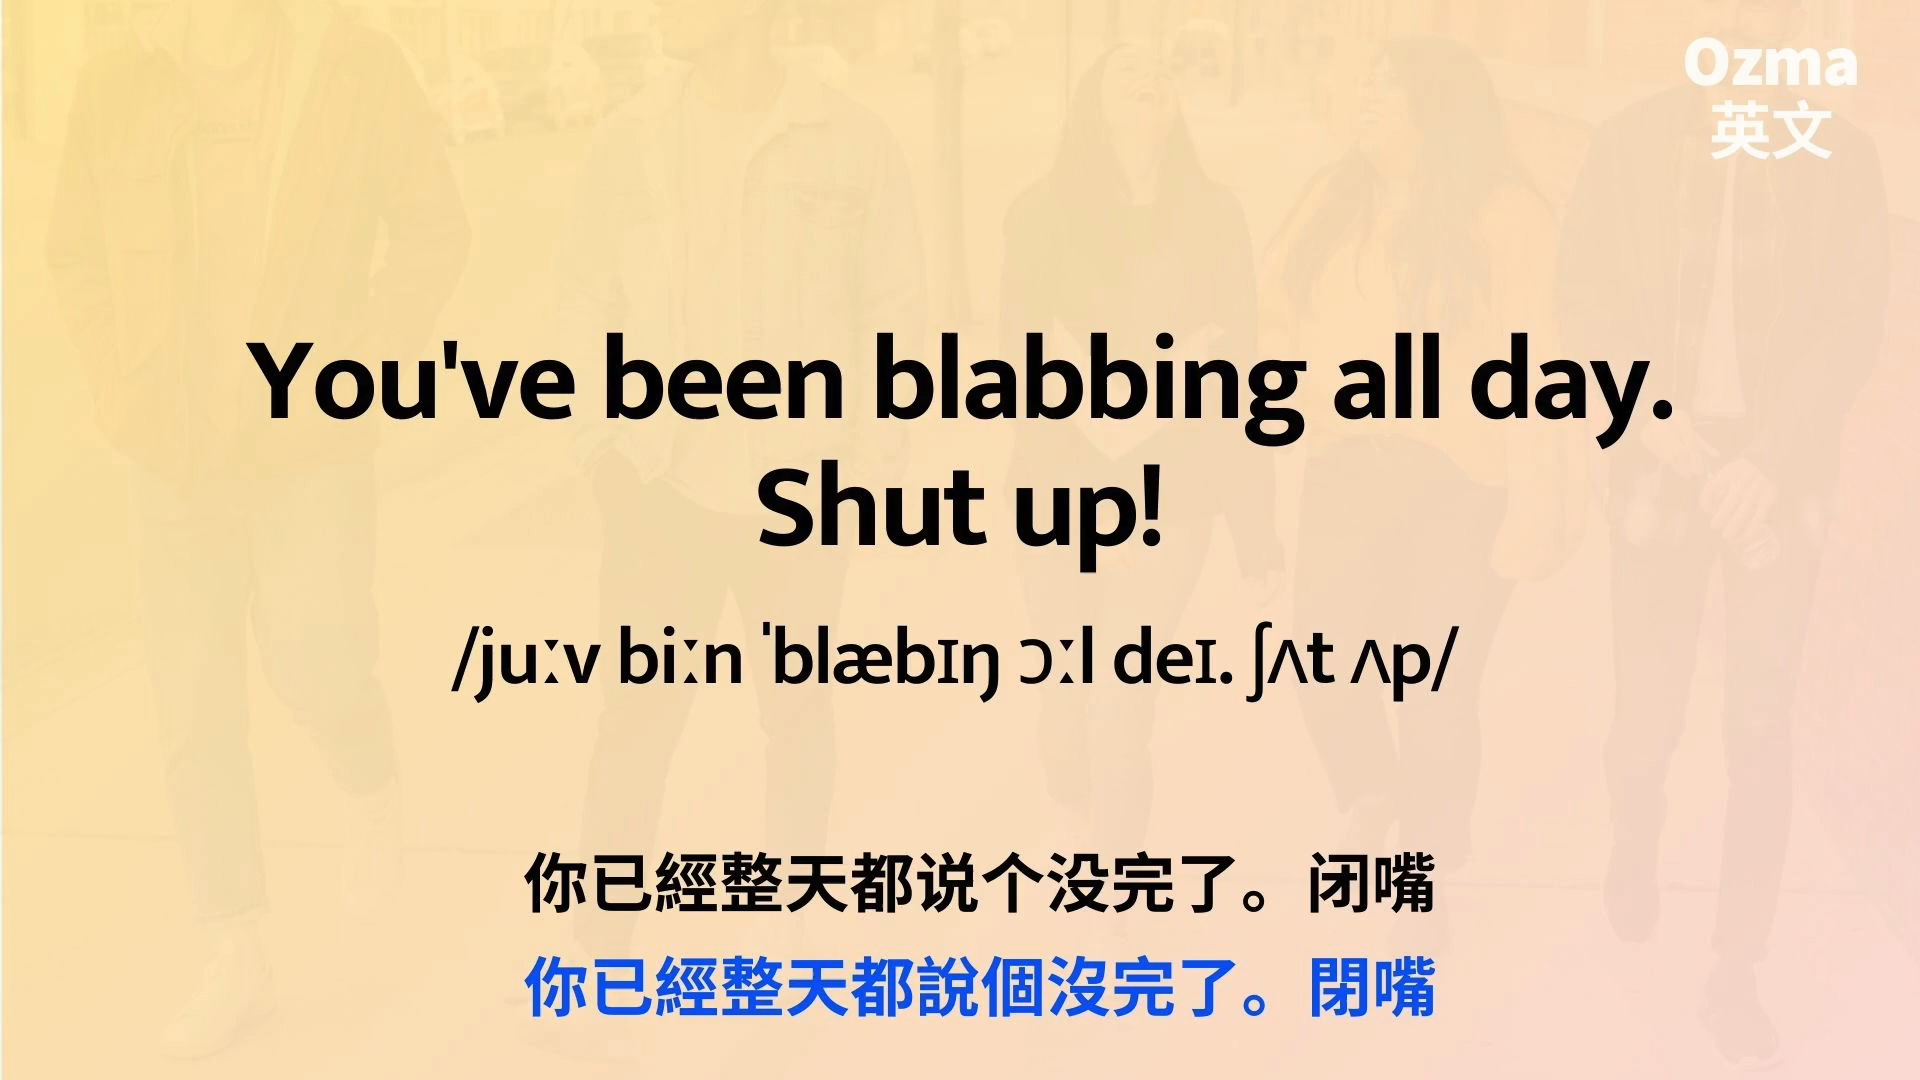 Ozma
英文
You've been blabbing all day.
Shut up!
/juːv biːn ˈblæbɪŋ ɔːl deɪ. ʃʌt ʌp/
你已經整天都说个没完了。闭嘴
你已經整天都說個沒完了。閉嘴